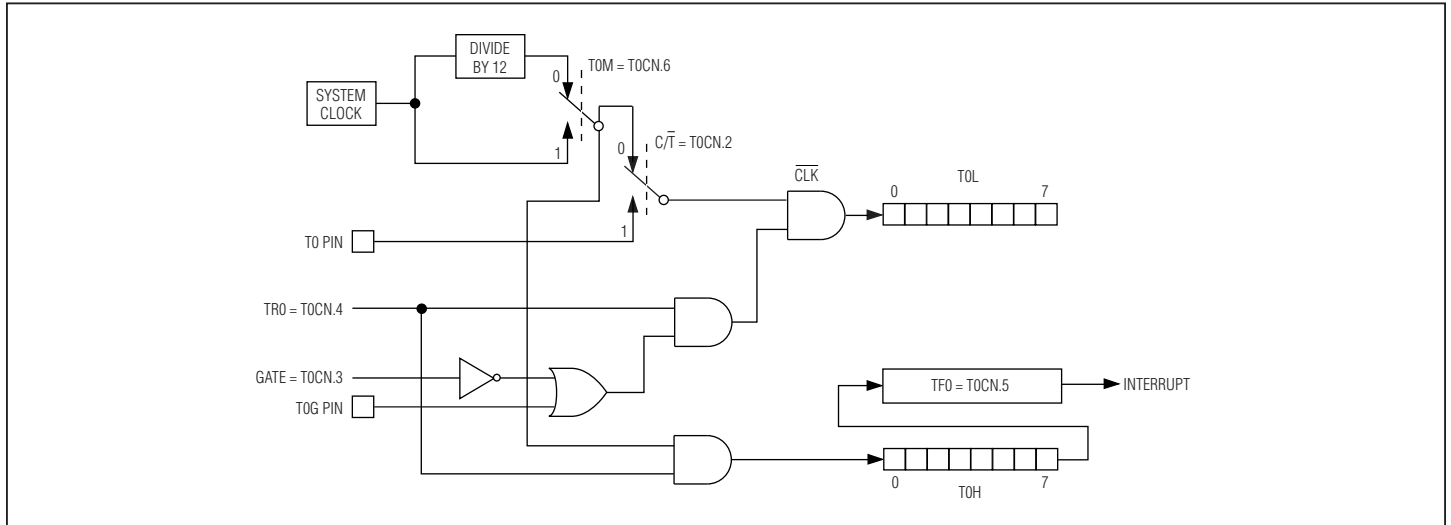 DIVIDE
BY 12
T0M = T0CN.6
0
SYSTEM
CLOCK
1
C/T̅ = T0CN.2
0
C̅L̅K̅
T0L
0 7
T0 PIN
1
TR0 = T0CN.4
GATE = T0CN.3
T0G PIN
TF0 = T0CN.5
INTERRUPT
0 7
T0H